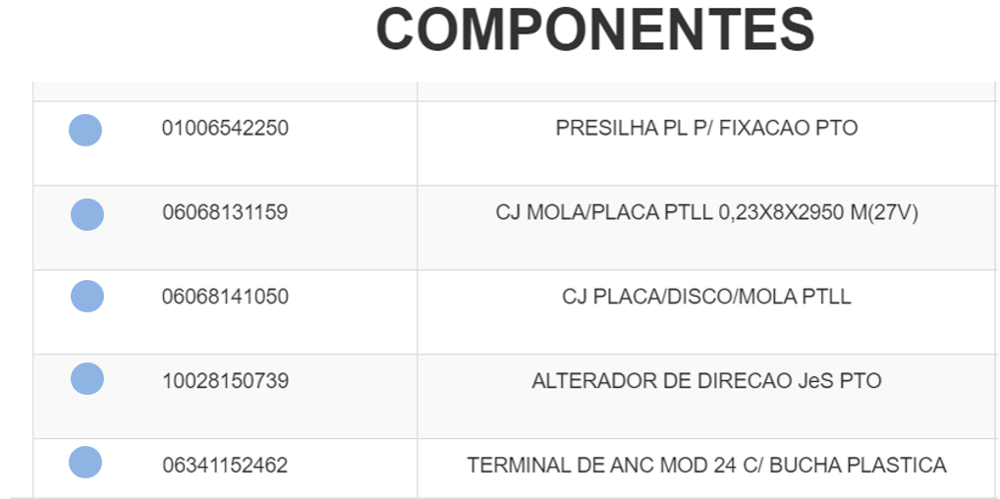 COMPONENTES
01006542250 PRESILHA PL P/ FIXACAO PTO
06068131159 CJ MOLA/PLACA PTLL 0,23X8X2950 M(27V)
06068141050 CJ PLACA/DISCO/MOLA PTLL
10028150739 ALTERADOR DE DIRECAO JeS PTO
06341152462 TERMINAL DE ANC MOD 24 C/ BUCHA PLASTICA